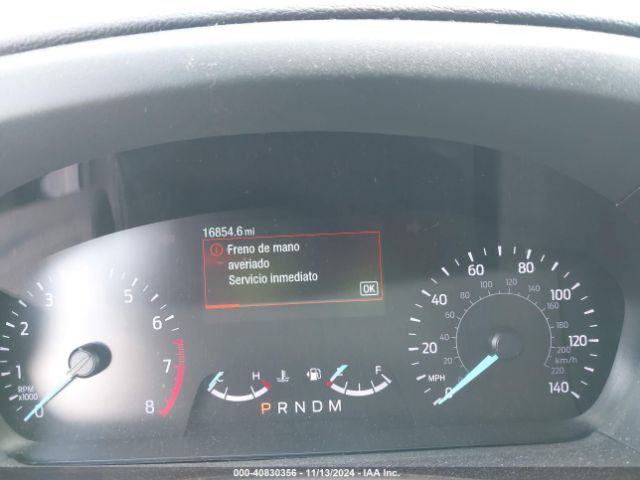 16854.6 mi
Freno de mano
averiado
Servicio inmediato
OK
0 1 2 3 5 6 7 8
RPM
x1000
0 20 40 60 80 100 120 140
MPH
20 40 60 80 100 120 140 160 180 200 220
km/h
C H
E F
P R N D M
000-40830356 - 11/13/2024 - IAA Inc.